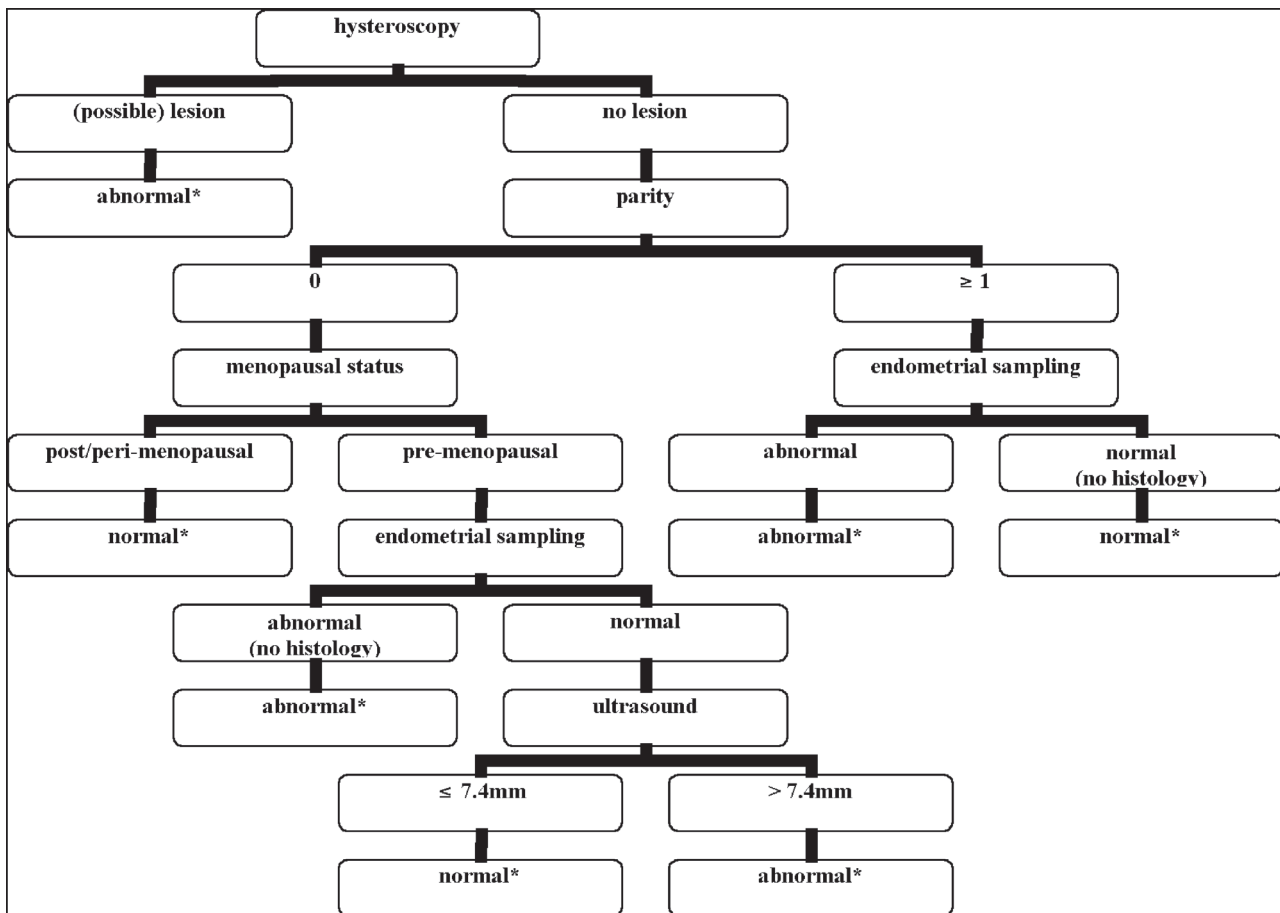 hysteroscopy
(possible) lesion
no lesion
abnormal*
parity
0
≥ 1
menopausal status
endometrial sampling
post/peri-menopausal
pre-menopausal
abnormal
normal
(no histology)
normal*
endometrial sampling
abnormal*
normal*
abnormal
(no histology)
normal
abnormal*
ultrasound
≤ 7.4mm
> 7.4mm
normal*
abnormal*